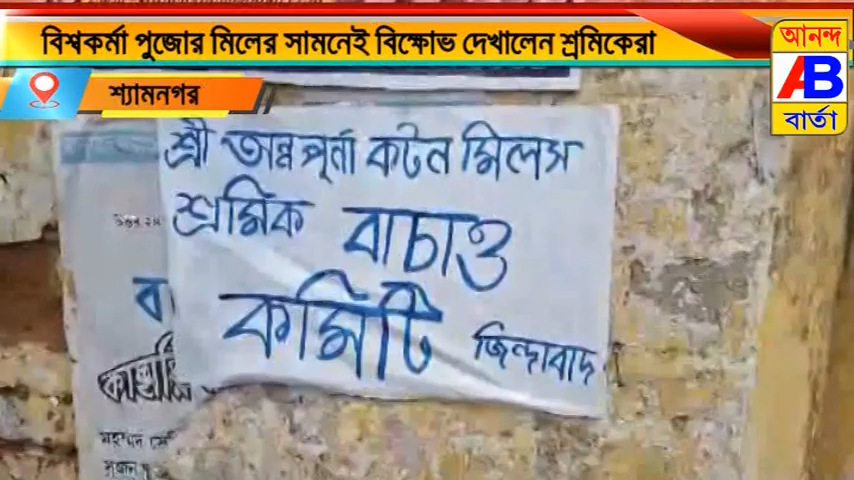 বিশ্বকর্মা পুজোর মিলের সামনেই বিক্ষোভ দেখালেন শ্রমিকেরা
আনন্দ
AB
বার্তা
শ্যামনগর
শ্রী অন্নপূর্না কটন মিলস
শ্রমিক বাচাও
কমিটি জিন্দাবাদ